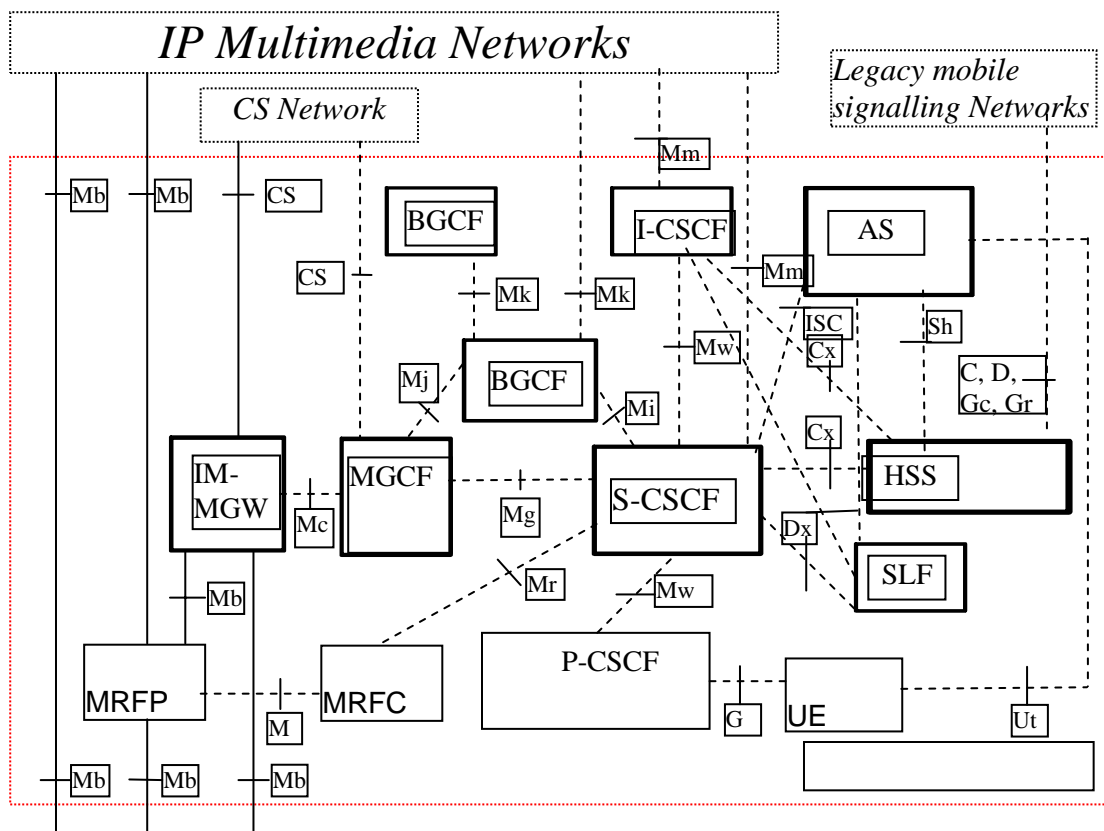 IP Multimedia Networks
Legacy mobile
signalling Networks
CS Network
Mm
Mb
Mb
CS
BGCF
I-CSCF
AS
CS
Mm
Mk
Mk
ISC
Sh
Mw
Cx
Mj
BGCF
C, D,
Gc, Gr
Mi
Cx
IM-
MGW
MGCF
S-CSCF
HSS
Mc
Mg
Dx
SLF
Mr
Mb
Mw
P-CSCF
MRFP
MRFC
UE
M
G
Ut
Mb
Mb
Mb